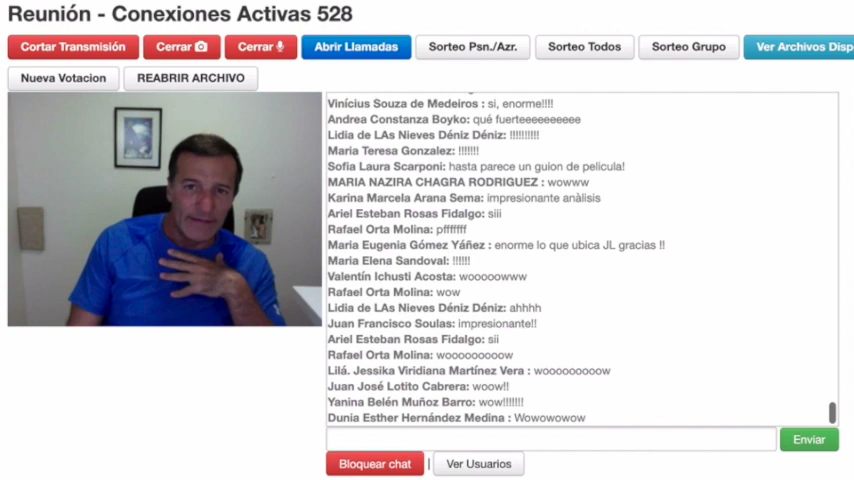 Reunión - Conexiones Activas 528
Cortar Transmisión Cerrar Cerrar Abrir Llamadas Sorteo Psn./Azr. Sorteo Todos Sorteo Grupo Ver Archivos Disp
Nueva Votacion REABRIR ARCHIVO
Vinícius Souza de Medeiros : si, enorme!!!!
Andrea Constanza Boyko: qué fuerteeeeeeeeee
Lidia de LAs Nieves Déniz Déniz: !!!!!!!!!!
Maria Teresa Gonzalez: !!!!!!!
Sofia Laura Scarponi: hasta parece un guion de pelicula!
MARIA NAZIRA CHAGRA RODRIGUEZ : wowww
Karina Marcela Arana Sema: impresionante anàlisis
Ariel Esteban Rosas Fidalgo: siii
Rafael Orta Molina: pfffffff
Maria Eugenia Gómez Yáñez : enorme lo que ubica JL gracias !!
Maria Elena Sandoval: !!!!!!
Valentín Ichusti Acosta: wooooowww
Rafael Orta Molina: wow
Lidia de LAs Nieves Déniz Déniz: ahhhh
Juan Francisco Soulas: impresionante!!
Ariel Esteban Rosas Fidalgo: sii
Rafael Orta Molina: wooooooooow
Lilá. Jessika Viridiana Martínez Vera : wooooooooow
Juan José Lotito Cabrera: woow!!
Yanina Belén Muñoz Barro: wow!!!!!!!
Dunia Esther Hernández Medina : Wowowowow
Enviar
Bloquear chat | Ver Usuarios